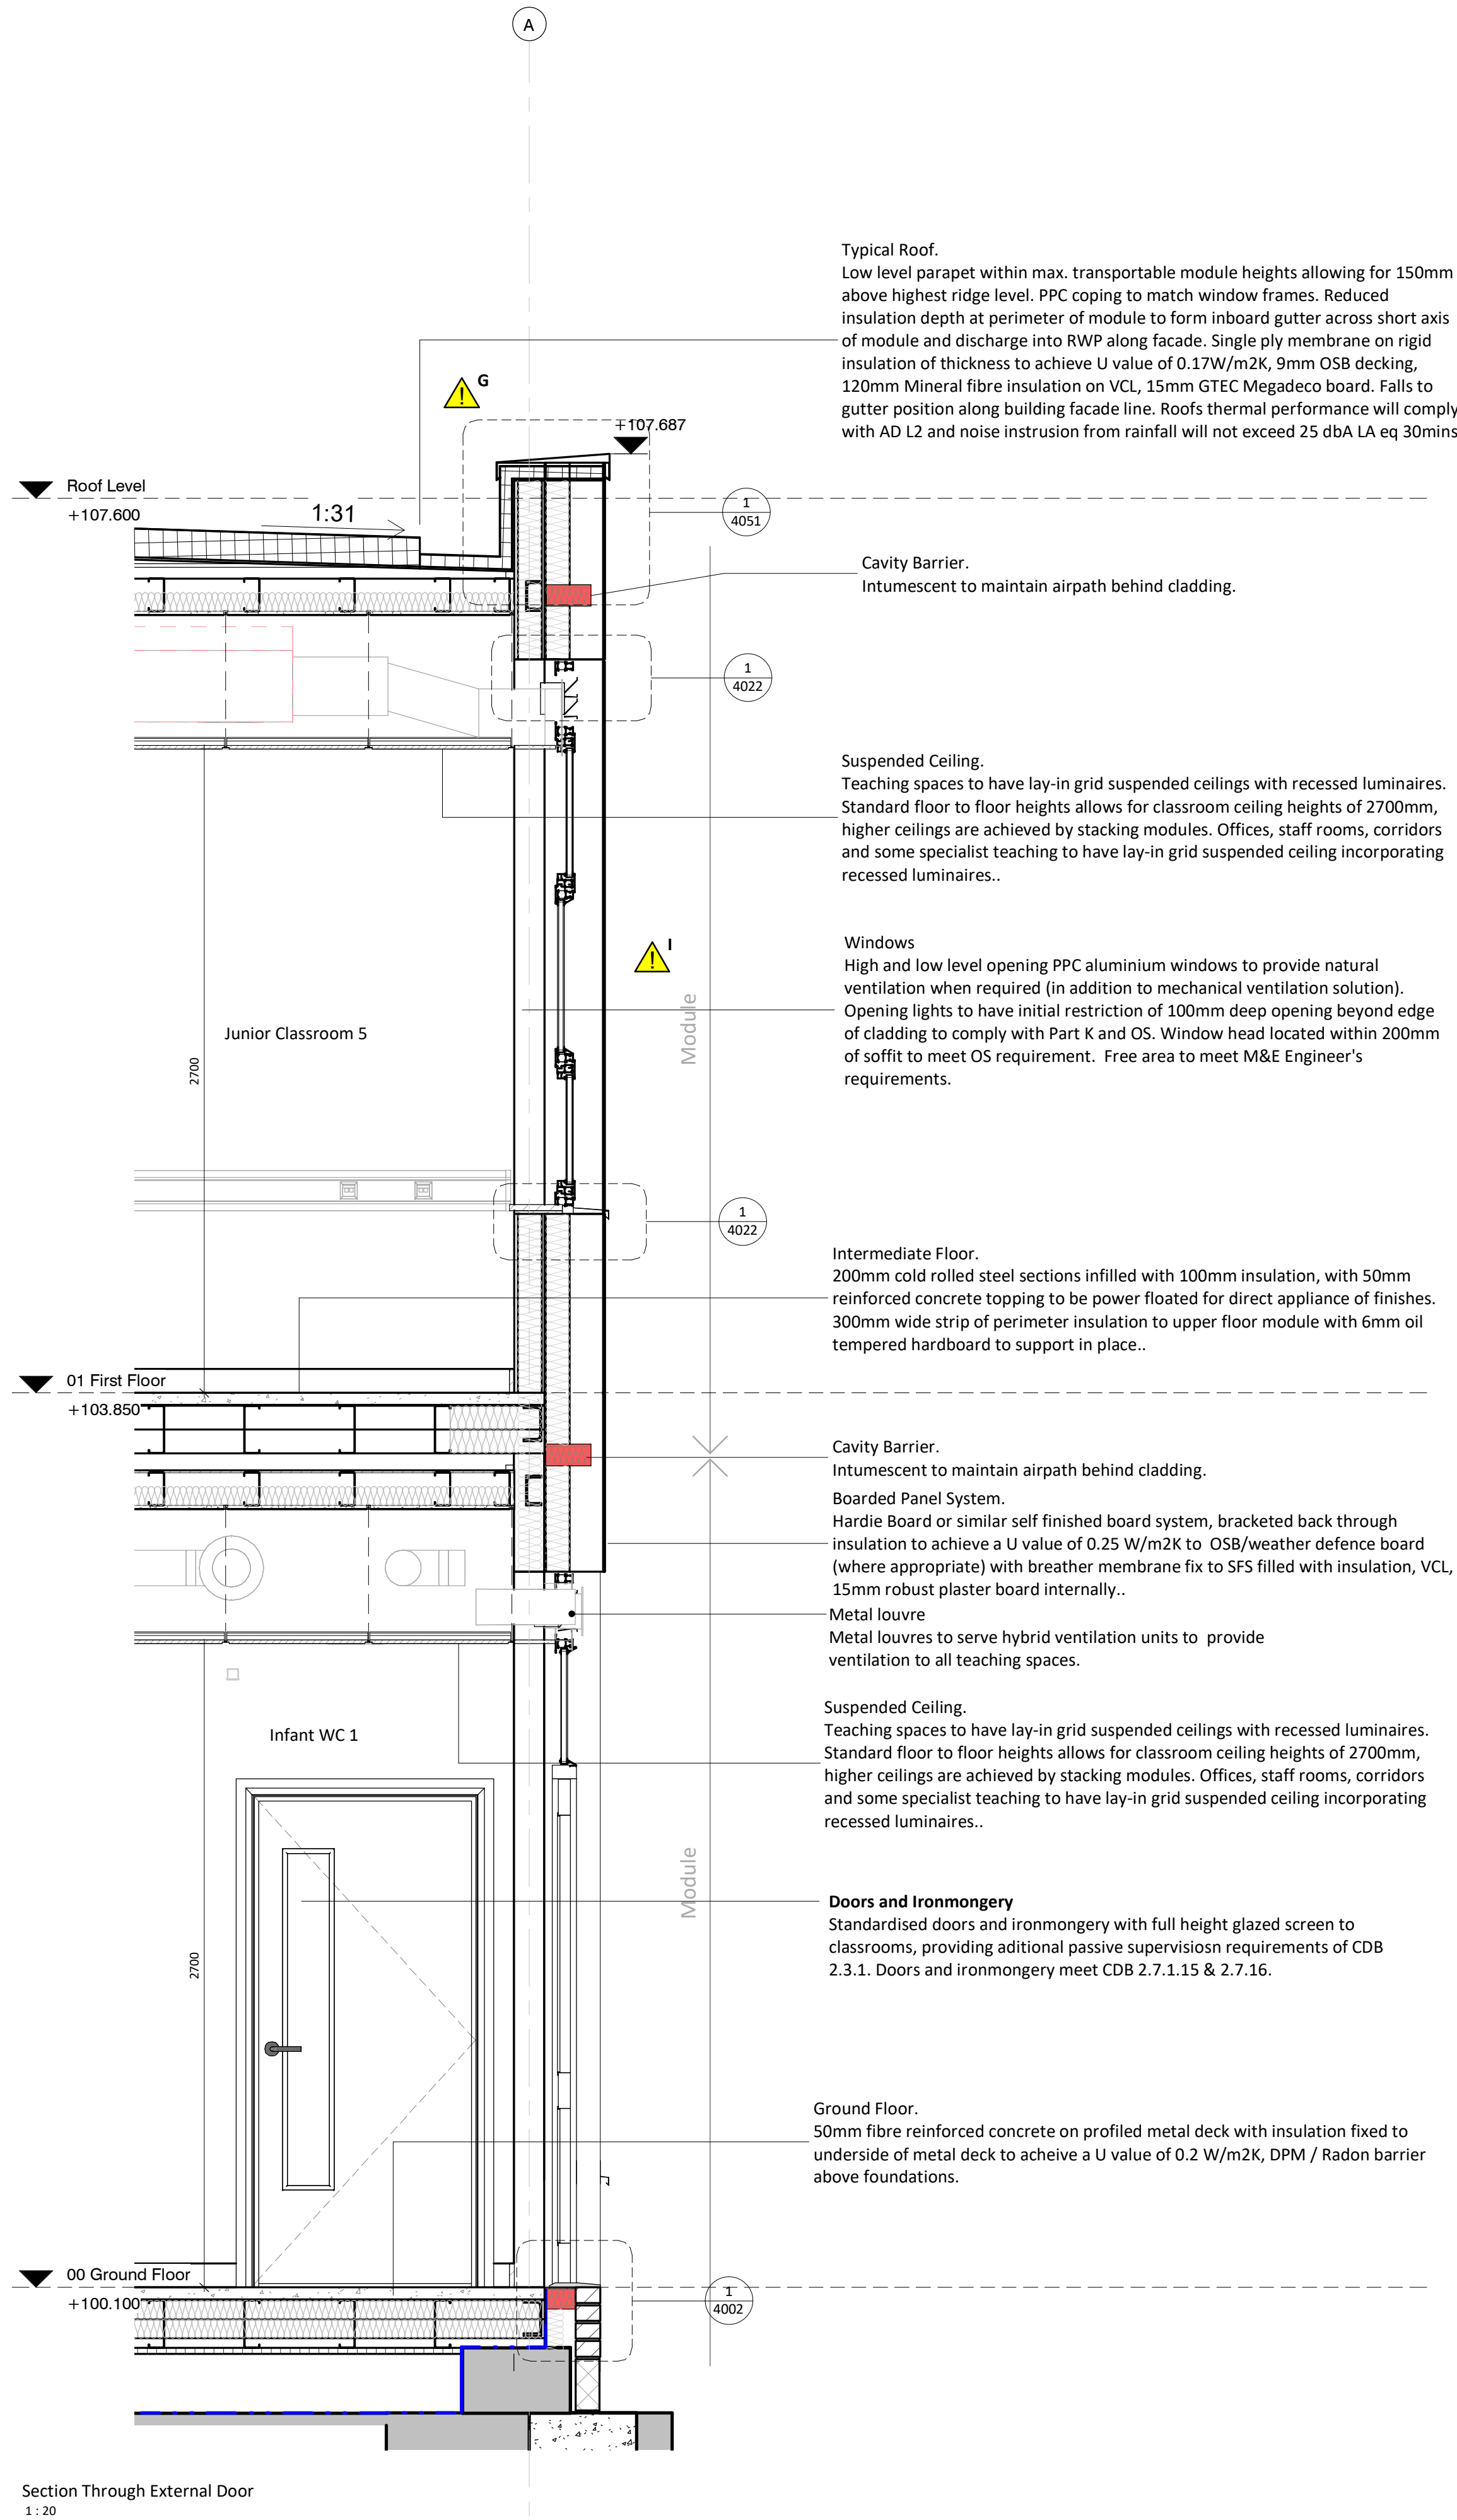 A
Typical Roof.
Low level parapet within max. transportable module heights allowing for 150mm
above highest ridge level. PPC coping to match window frames. Reduced
insulation depth at perimeter of module to form inboard gutter across short axis
of module and discharge into RWP along facade. Single ply membrane on rigid
insulation of thickness to achieve U value of 0.17W/m2K, 9mm OSB decking,
120mm Mineral fibre insulation on VCL, 15mm GTEC Megadeco board. Falls to
gutter position along building facade line. Roofs thermal performance will comply
with AD L2 and noise instrusion from rainfall will not exceed 25 dbA LA eq 30mins
G
+107.687
Roof Level
+107.600
1:31
1
4051
Cavity Barrier.
Intumescent to maintain airpath behind cladding.
1
4022
Suspended Ceiling.
Teaching spaces to have lay-in grid suspended ceilings with recessed luminaires.
Standard floor to floor heights allows for classroom ceiling heights of 2700mm,
higher ceilings are achieved by stacking modules. Offices, staff rooms, corridors
and some specialist teaching to have lay-in grid suspended ceiling incorporating
recessed luminaires..
I
Windows
High and low level opening PPC aluminium windows to provide natural
ventilation when required (in addition to mechanical ventilation solution).
Opening lights to have initial restriction of 100mm deep opening beyond edge
of cladding to comply with Part K and OS. Window head located within 200mm
of soffit to meet OS requirement. Free area to meet M&E Engineer's
requirements.
Module
Junior Classroom 5
2700
1
4022
Intermediate Floor.
200mm cold rolled steel sections infilled with 100mm insulation, with 50mm
reinforced concrete topping to be power floated for direct appliance of finishes.
300mm wide strip of perimeter insulation to upper floor module with 6mm oil
tempered hardboard to support in place..
01 First Floor
+103.850
Cavity Barrier.
Intumescent to maintain airpath behind cladding.
Boarded Panel System.
Hardie Board or similar self finished board system, bracketed back through
insulation to achieve a U value of 0.25 W/m2K to OSB/weather defence board
(where appropriate) with breather membrane fix to SFS filled with insulation, VCL,
15mm robust plaster board internally..
Metal louvre
Metal louvres to serve hybrid ventilation units to provide
ventilation to all teaching spaces.
Suspended Ceiling.
Teaching spaces to have lay-in grid suspended ceilings with recessed luminaires.
Standard floor to floor heights allows for classroom ceiling heights of 2700mm,
higher ceilings are achieved by stacking modules. Offices, staff rooms, corridors
and some specialist teaching to have lay-in grid suspended ceiling incorporating
recessed luminaires..
Infant WC 1
Module
Doors and Ironmongery
Standardised doors and ironmongery with full height glazed screen to
classrooms, providing aditional passive supervisiosn requirements of CDB
2.3.1. Doors and ironmongery meet CDB 2.7.1.15 & 2.7.16.
2700
Ground Floor.
50mm fibre reinforced concrete on profiled metal deck with insulation fixed to
underside of metal deck to acheive a U value of 0.2 W/m2K, DPM / Radon barrier
above foundations.
00 Ground Floor
+100.100
1
4002
Section Through External Door
1 : 20